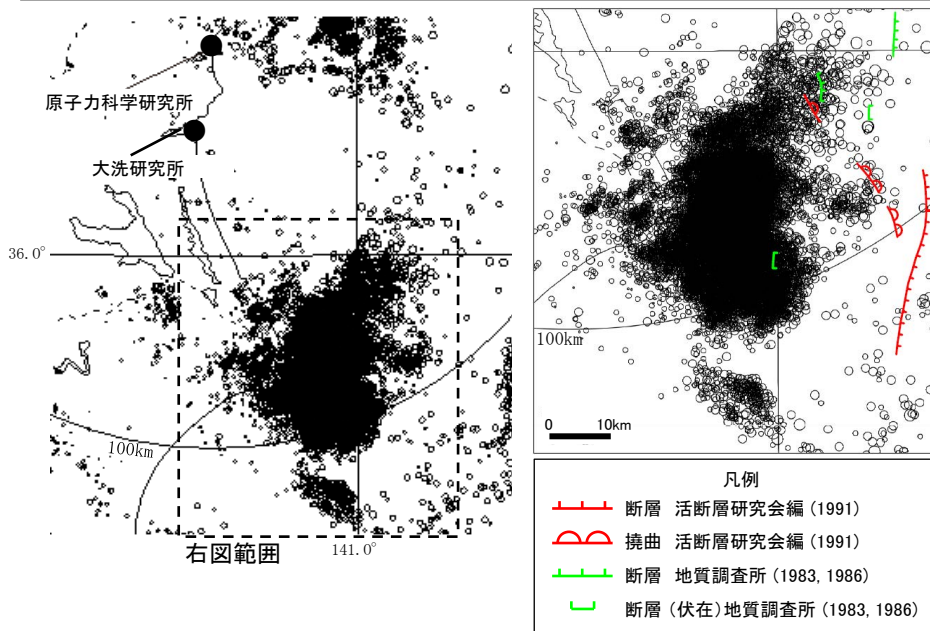 原子力科学研究所
大洗研究所
36.0°
100km
右図範囲
141.0°
100km
0 10km
凡例
断層 活断層研究会編(1991)
撓曲 活断層研究会編(1991)
断層 地質調査所(1983, 1986)
断層(伏在)地質調査所(1983, 1986)